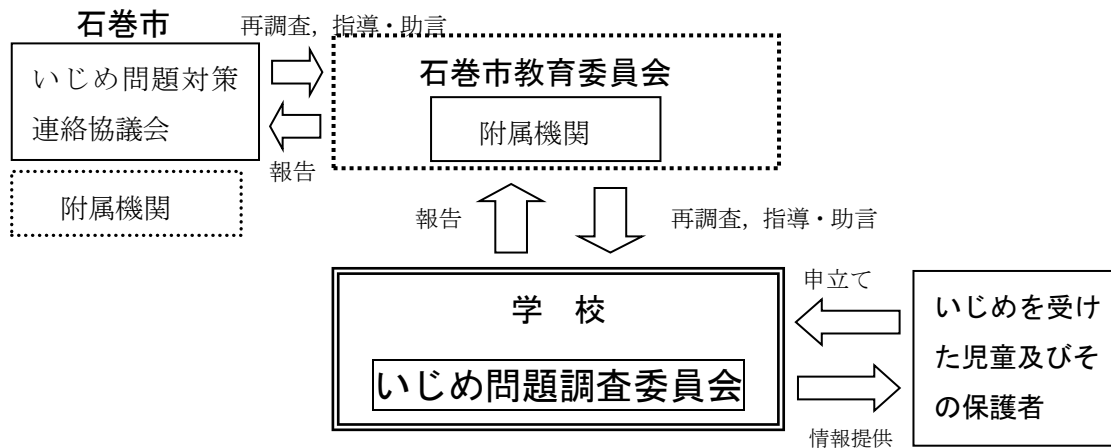 石巻市
再調査，指導・助言
いじめ問題対策
連絡協議会
石巻市教育委員会
附属機関
報告
附属機関
報告
再調査，指導・助言
学　校
いじめ問題調査委員会
申立て
いじめを受け
た児童及びそ
の保護者
情報提供